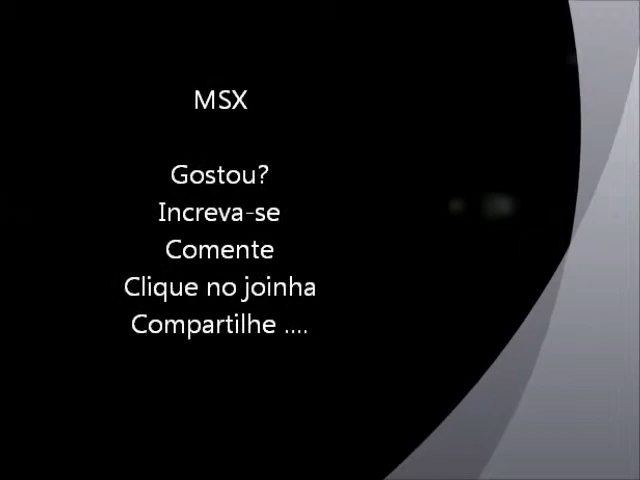 MSX
Gostou?
Increva-se
Comente
Clique no joinha
Compartilhe ....